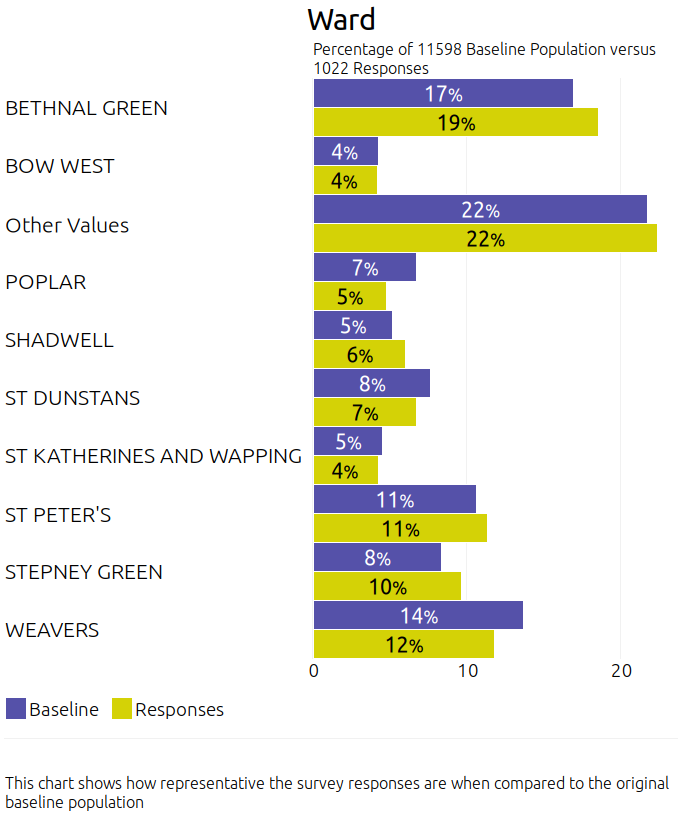 Ward
Percentage of 11598 Baseline Population versus
1022 Responses
BETHNAL GREEN
17%
19%
BOW WEST
4%
4%
Other Values
22%
22%
POPLAR
7%
5%
SHADWELL
5%
6%
ST DUNSTANS
8%
7%
ST KATHERINES AND WAPPING
5%
4%
ST PETER'S
11%
11%
STEPNEY GREEN
8%
10%
WEAVERS
14%
12%
0 10 20
Baseline Responses
This chart shows how representative the survey responses are when compared to the original
baseline population